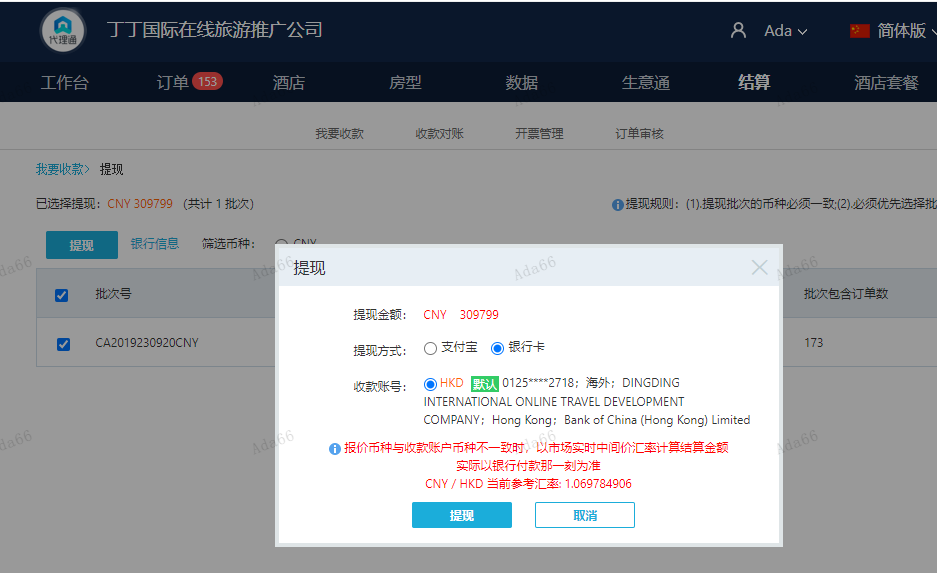 代理通
丁丁国际在线旅游推广公司
Ada
简体版
工作台
订单 153
酒店
房型
数据
生意通
结算
酒店套餐
我要收款
收款对账
开票管理
订单审核
我要收款> 提现
已选择提现：CNY 309799 （共计 1 批次）
提现规则：(1).提现批次的币种必须一致;(2).必须优先选择批
提现
银行信息
筛选币种：
CNY
批次号
批次包含订单数
CA2019230920CNY
173
提现
提现金额： CNY 309799
提现方式： 支付宝 银行卡
收款账号： HKD 默认 0125****2718；海外；DINGDING
INTERNATIONAL ONLINE TRAVEL DEVELOPMENT
COMPANY；Hong Kong；Bank of China (Hong Kong) Limited
报价币种与收款账户币种不一致时，以市场实时中间价汇率计算结算金额
实际以银行付款那一刻为准
CNY / HKD 当前参考汇率: 1.069784906
提现
取消
da66
Ada66
Ada66
Ada66
da66
Ada66
Ada66